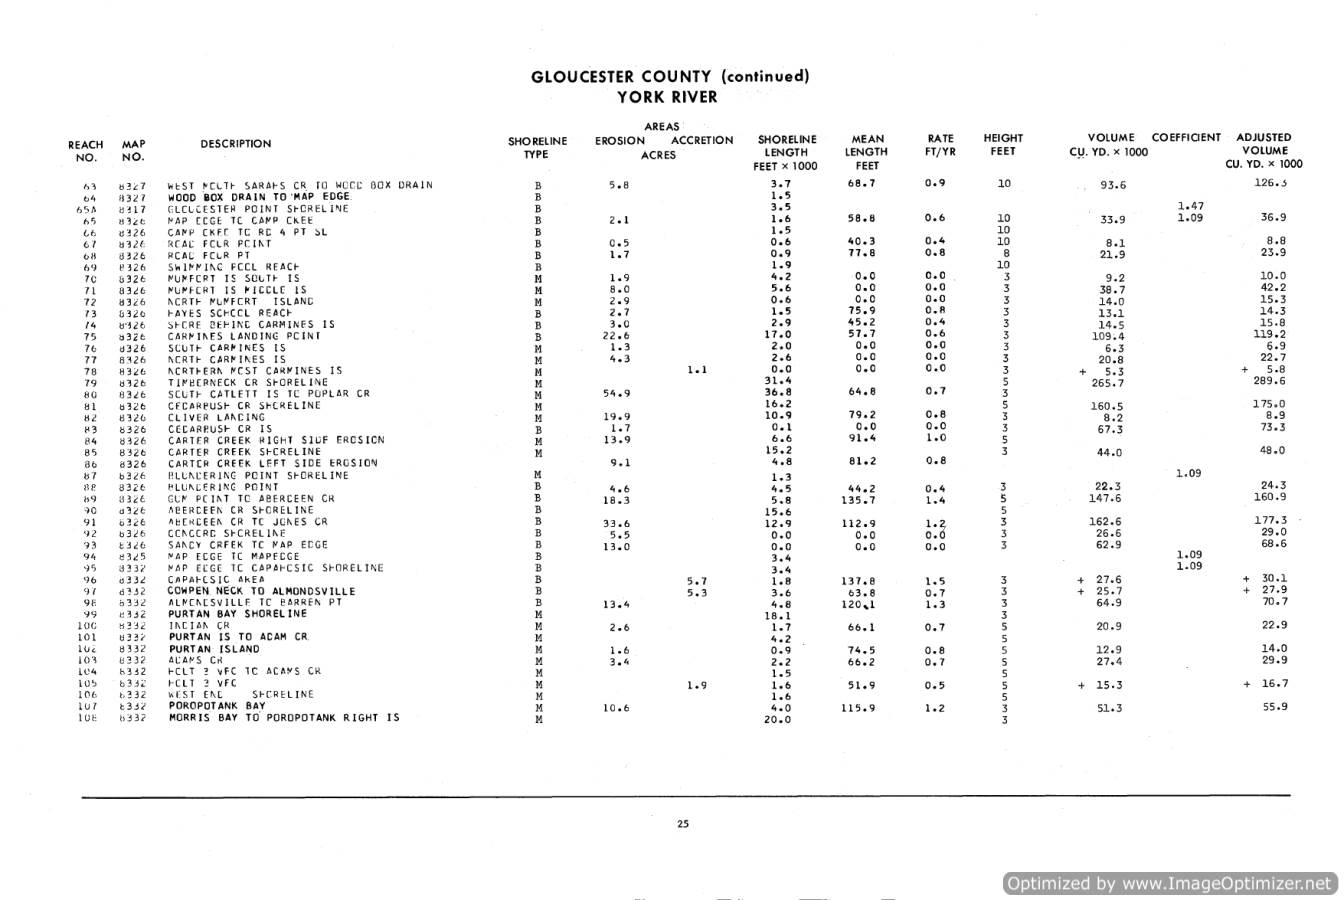 GLOUCESTER COUNTY (continued)
YORK RIVER
AREAS
REACH MAP DESCRIPTION SHORELINE EROSION ACCRETION SHORELINE MEAN RATE HEIGHT VOLUME COEFFICIENT ADJUSTED
NO. NO. TYPE ACRES LENGTH LENGTH FT/YR FEET CU. YD. × 1000 VOLUME
FEET × 1000 FEET CU. YD. × 1000
63 8327 WEST MOUTH SARAHS CR TO WOOD BOX DRAIN B 5.8 3.7 68.7 0.9 10 93.6 126.3
64 8327 WOOD BOX DRAIN TO MAP EDGE B 1.5
65A 8317 GLOUCESTER POINT SHORELINE B 3.5 1.47
65 8326 MAP EDGE TO CAMP CKEE B 2.1 1.6 58.8 0.6 10 33.9 1.09 36.9
66 8326 CAMP CKEE TO RD 4 PT SL B 1.5 10
67 8326 ROAD FOUR POINT B 0.5 0.6 40.3 0.4 10 8.1 8.8
68 8326 ROAD FOUR PT B 1.7 0.9 77.8 0.8 8 21.9 23.9
69 8326 SWIMMING POOL REACH B 1.9 10
70 8326 MUMFORT IS SOUTH IS M 1.9 4.2 0.0 0.0 3 9.2 10.0
71 8326 MUMFORT IS MIDDLE IS M 8.0 5.6 0.0 0.0 3 38.7 42.2
72 8326 NORTH MUMFORT ISLAND M 2.9 0.6 0.0 0.0 3 14.0 15.3
73 8326 HAYES SCHOOL REACH B 2.7 1.5 75.9 0.8 3 13.1 14.3
74 8326 SHORE BEHIND CARMINES IS M 3.0 2.9 45.2 0.4 3 14.5 15.8
75 8326 CARMINES LANDING POINT B 22.6 17.0 57.7 0.6 3 109.4 119.2
76 8326 SOUTH CARMINES IS M 1.3 2.0 0.0 0.0 3 6.3 6.9
77 8326 NORTH CARMINES IS M 4.3 2.6 0.0 0.0 3 20.8 22.7
78 8326 NORTHERN MOST CARMINES IS M 1.1 0.0 0.0 0.0 3 + 5.3 + 5.8
79 8326 TIMBERNECK CR SHORELINE M 31.4 5 265.7 289.6
80 8326 SOUTH CATLETT IS TO POPLAR CR M 54.9 36.8 64.8 0.7 3
81 8326 CEDARBUSH CR SHORELINE M 16.2 5 160.5 175.0
82 8326 OLIVER LANDING M 19.9 10.9 79.2 0.8 3 8.2 8.9
83 8326 CEDARBUSH CR IS B 1.7 0.1 0.0 0.0 3 67.3 73.3
84 8326 CARTER CREEK RIGHT SIDE EROSION M 13.9 6.6 91.4 1.0 5
85 8326 CARTER CREEK SHORELINE M 15.2 3 44.0 48.0
86 8326 CARTER CREEK LEFT SIDE EROSION 9.1 4.8 81.2 0.8
87 8326 BLUNDERING POINT SHORELINE M 1.3 1.09
88 8326 BLUNDERING POINT B 4.6 4.5 44.2 0.4 3 22.3 24.3
89 8326 GUM POINT TO ABERDEEN CR B 18.3 5.8 135.7 1.4 5 147.6 160.9
90 8326 ABERDEEN CR SHORELINE B 15.6 5
91 8326 ABERDEEN CR TO JONES CR B 33.6 12.9 112.9 1.2 3 162.6 177.3
92 8326 CONCORD SHORELINE B 5.5 0.0 0.0 0.0 3 26.6 29.0
93 8326 SANDY CREEK TO MAP EDGE B 13.0 0.0 0.0 0.0 3 62.9 68.6
94 8325 MAP EDGE TO MAPEDGE B 3.4 1.09
95 8332 MAP EDGE TO CAPAHOSIC SHORELINE B 3.4 1.09
96 8332 CAPAHOSIC AREA B 5.7 1.8 137.8 1.5 3 + 27.6 + 30.1
97 8332 COWPEN NECK TO ALMONDSVILLE B 5.3 3.6 63.8 0.7 3 + 25.7 + 27.9
98 8332 ALMONDSVILLE TO BARREN PT B 13.4 4.8 120.1 1.3 3 64.9 70.7
99 8332 PURTAN BAY SHORELINE M 18.1 3
100 8332 INDIAN CR M 2.6 1.7 66.1 0.7 5 20.9 22.9
101 8332 PURTAN IS TO ADAM CR M 4.2 5
102 8332 PURTAN ISLAND M 1.6 0.9 74.5 0.8 5 12.9 14.0
103 8332 ADAMS CR M 3.4 2.2 66.2 0.7 5 27.4 29.9
104 8332 HOLT 3 VFC TO ADAMS CR M 1.5 5
105 8332 HOLT 3 VFC M 1.9 1.6 51.9 0.5 5 + 15.3 + 16.7
106 8332 WEST END SHORELINE M 1.6 5
107 8332 POROPOTANK BAY M 10.6 4.0 115.9 1.2 3 51.3 55.9
108 8332 MORRIS BAY TO POROPOTANK RIGHT IS M 20.0 3
25
Optimized by www.ImageOptimizer.net